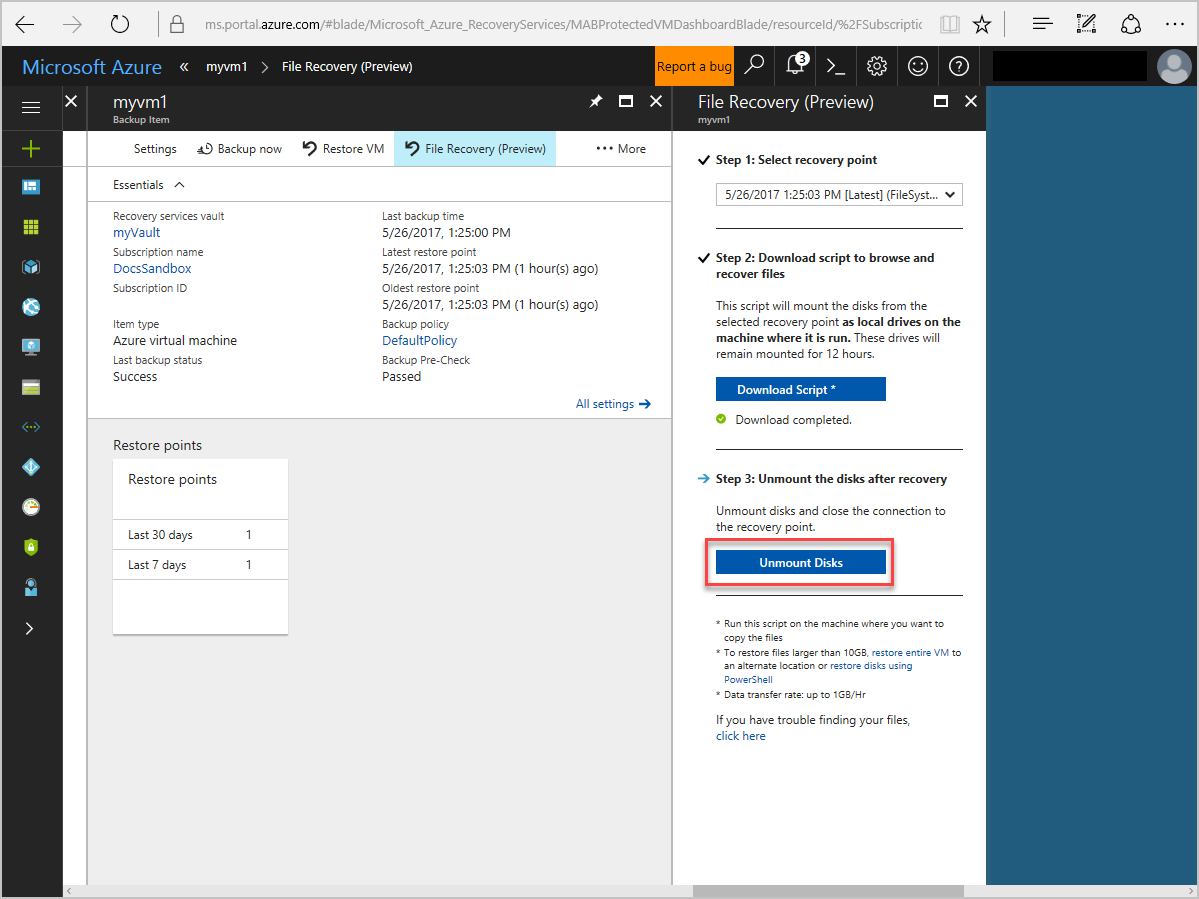 ms.portal.azure.com/#blade/Microsoft_Azure_RecoveryServices/MABProtectedVMDashboardBlade/resourceId/%2FSubscriptic
Microsoft Azure « myvm1 > File Recovery (Preview)
Report a bug
3
myvm1
Backup Item
Settings
Backup now
Restore VM
File Recovery (Preview)
More
Essentials
Recovery services vault
myVault
Subscription name
DocsSandbox
Subscription ID
Item type
Azure virtual machine
Last backup status
Success
Last backup time
5/26/2017, 1:25:00 PM
Latest restore point
5/26/2017, 1:25:03 PM (1 hour(s) ago)
Oldest restore point
5/26/2017, 1:25:03 PM (1 hour(s) ago)
Backup policy
DefaultPolicy
Backup Pre-Check
Passed
All settings
Restore points
Restore points
Last 30 days 1
Last 7 days 1
File Recovery (Preview)
myvm1
Step 1: Select recovery point
5/26/2017 1:25:03 PM [Latest] (FileSyst...
Step 2: Download script to browse and
recover files
This script will mount the disks from the
selected recovery point as local drives on the
machine where it is run. These drives will
remain mounted for 12 hours.
Download Script *
Download completed.
Step 3: Unmount the disks after recovery
Unmount disks and close the connection to
the recovery point.
Unmount Disks
* Run this script on the machine where you want to
copy the files
* To restore files larger than 10GB, restore entire VM to
an alternate location or restore disks using
PowerShell
* Data transfer rate: up to 1GB/Hr
If you have trouble finding your files,
click here